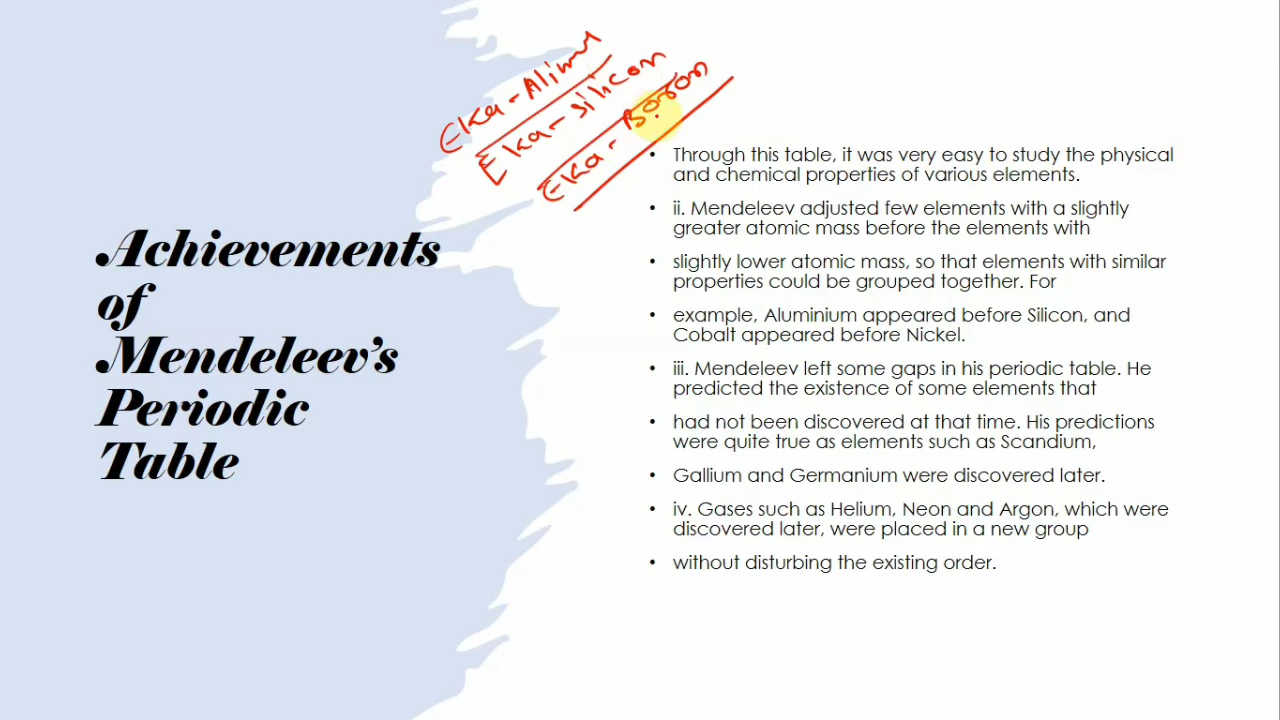 Eka - Alimu
Eka - Silicon
Eka - Boron
Achievements
of
Mendeleev's
Periodic
Table
• Through this table, it was very easy to study the physical
and chemical properties of various elements.
• ii. Mendeleev adjusted few elements with a slightly
greater atomic mass before the elements with
• slightly lower atomic mass, so that elements with similar
properties could be grouped together. For
• example, Aluminium appeared before Silicon, and
Cobalt appeared before Nickel.
• iii. Mendeleev left some gaps in his periodic table. He
predicted the existence of some elements that
• had not been discovered at that time. His predictions
were quite true as elements such as Scandium,
• Gallium and Germanium were discovered later.
• iv. Gases such as Helium, Neon and Argon, which were
discovered later, were placed in a new group
• without disturbing the existing order.